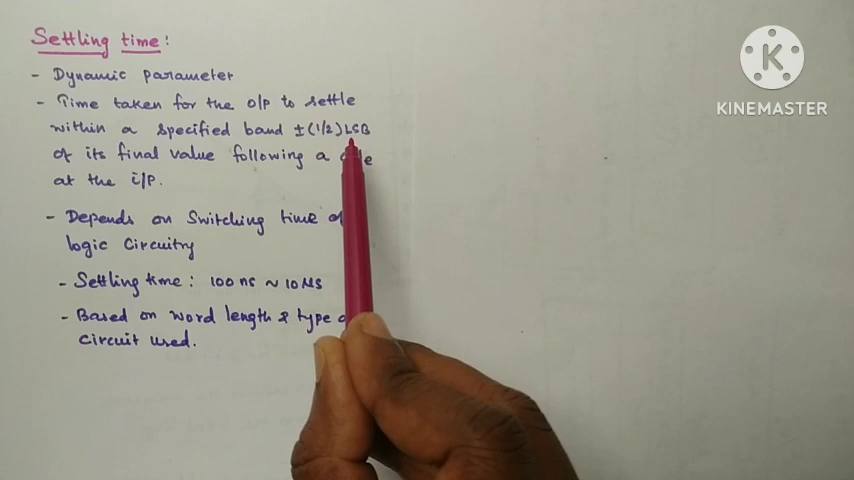 Settling time:
- Dynamic parameter
- Time taken for the O/P to settle
within a specified band ±(1/2) LSB
of its final value following a
at the i/P.
- Depends on Switching time of
logic Circuitry
- Settling time: 100 ns ~ 10 µs
- Based on word length & type
Circuit used.
K
KINEMASTER